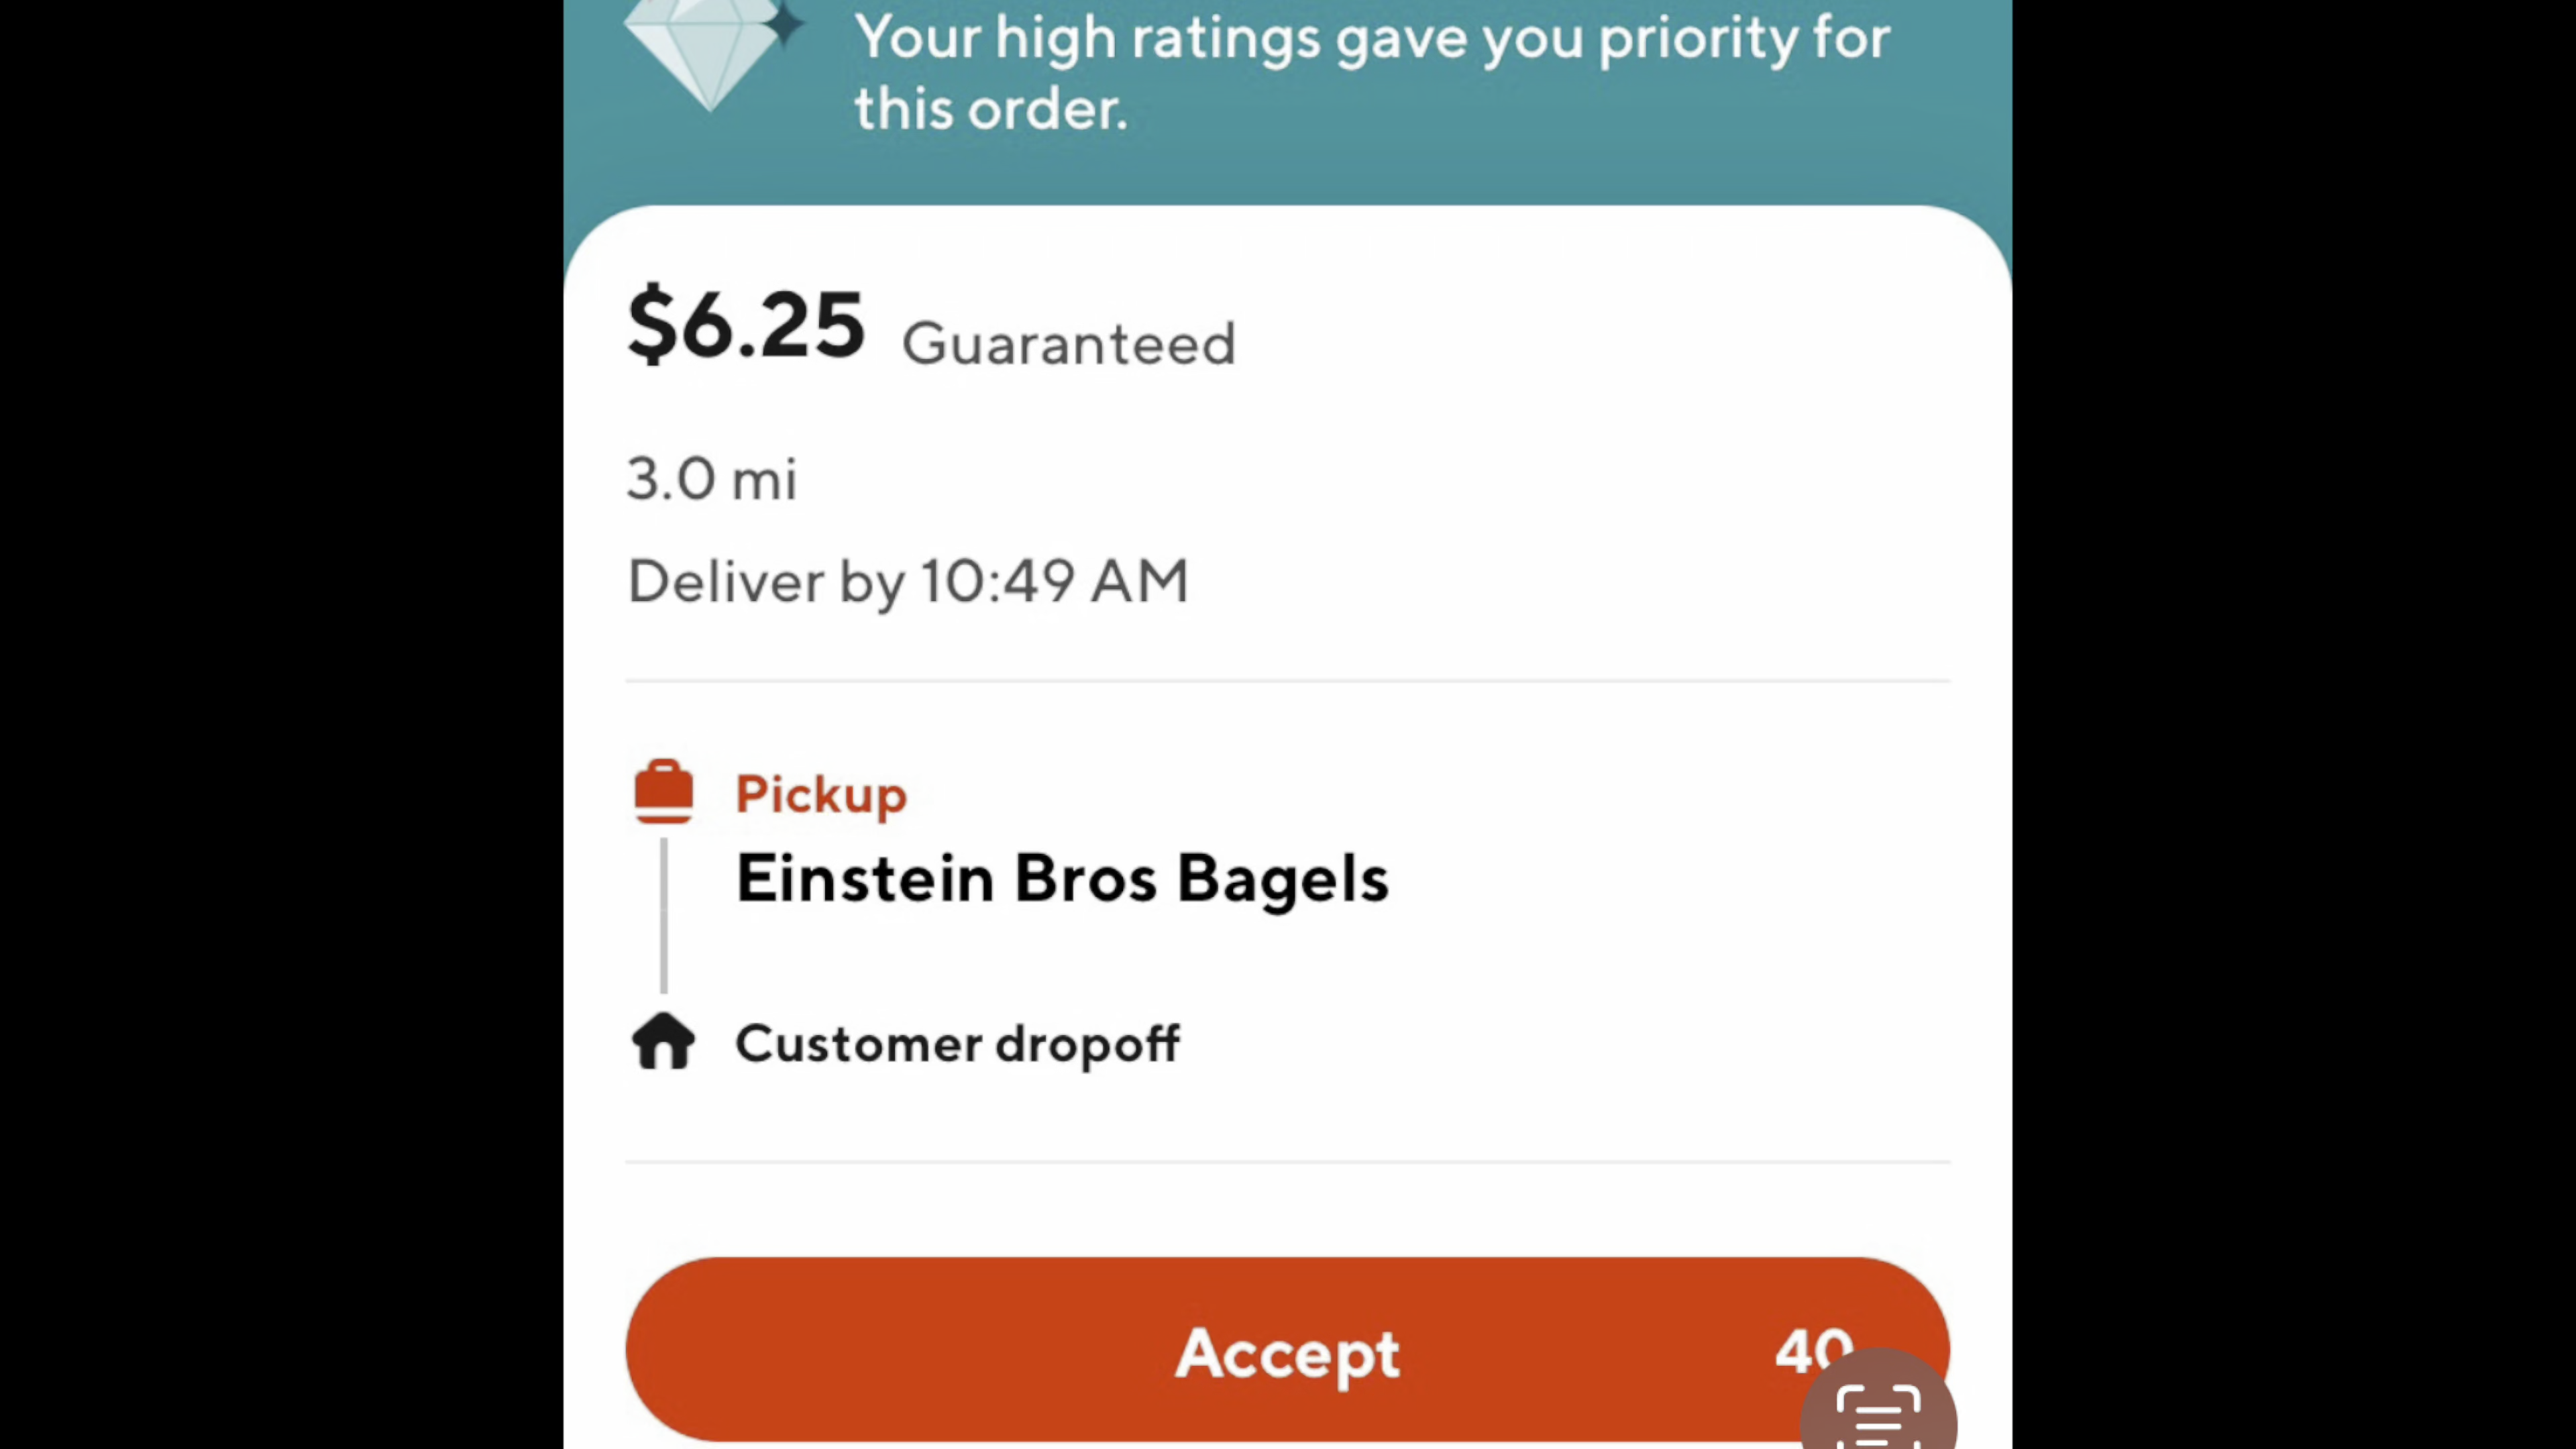 Your high ratings gave you priority for
this order.
$6.25 Guaranteed
3.0 mi
Deliver by 10:49 AM
Pickup
Einstein Bros Bagels
Customer dropoff
Accept 40